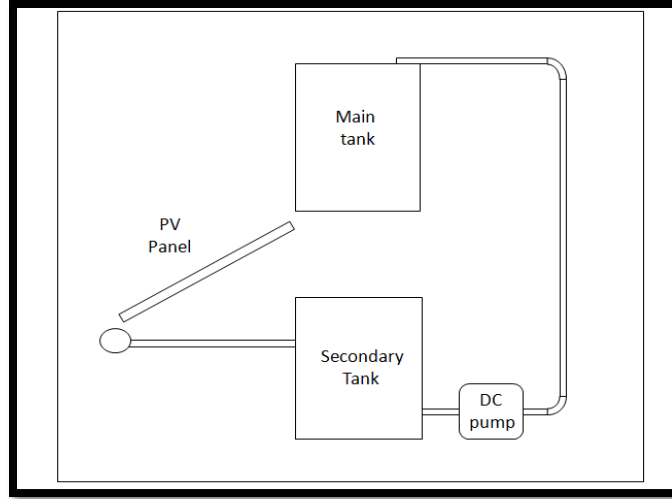 Main
tank
PV
Panel
Secondary
Tank
DC
pump